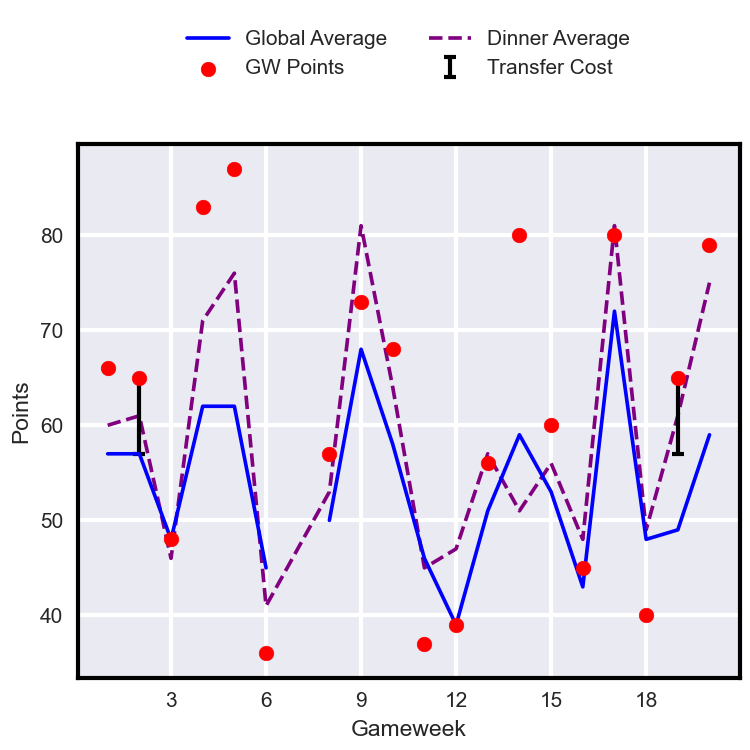 Global Average
Dinner Average
GW Points
Transfer Cost
80
70
60
50
40
Points
3
6
9
12
15
18
Gameweek